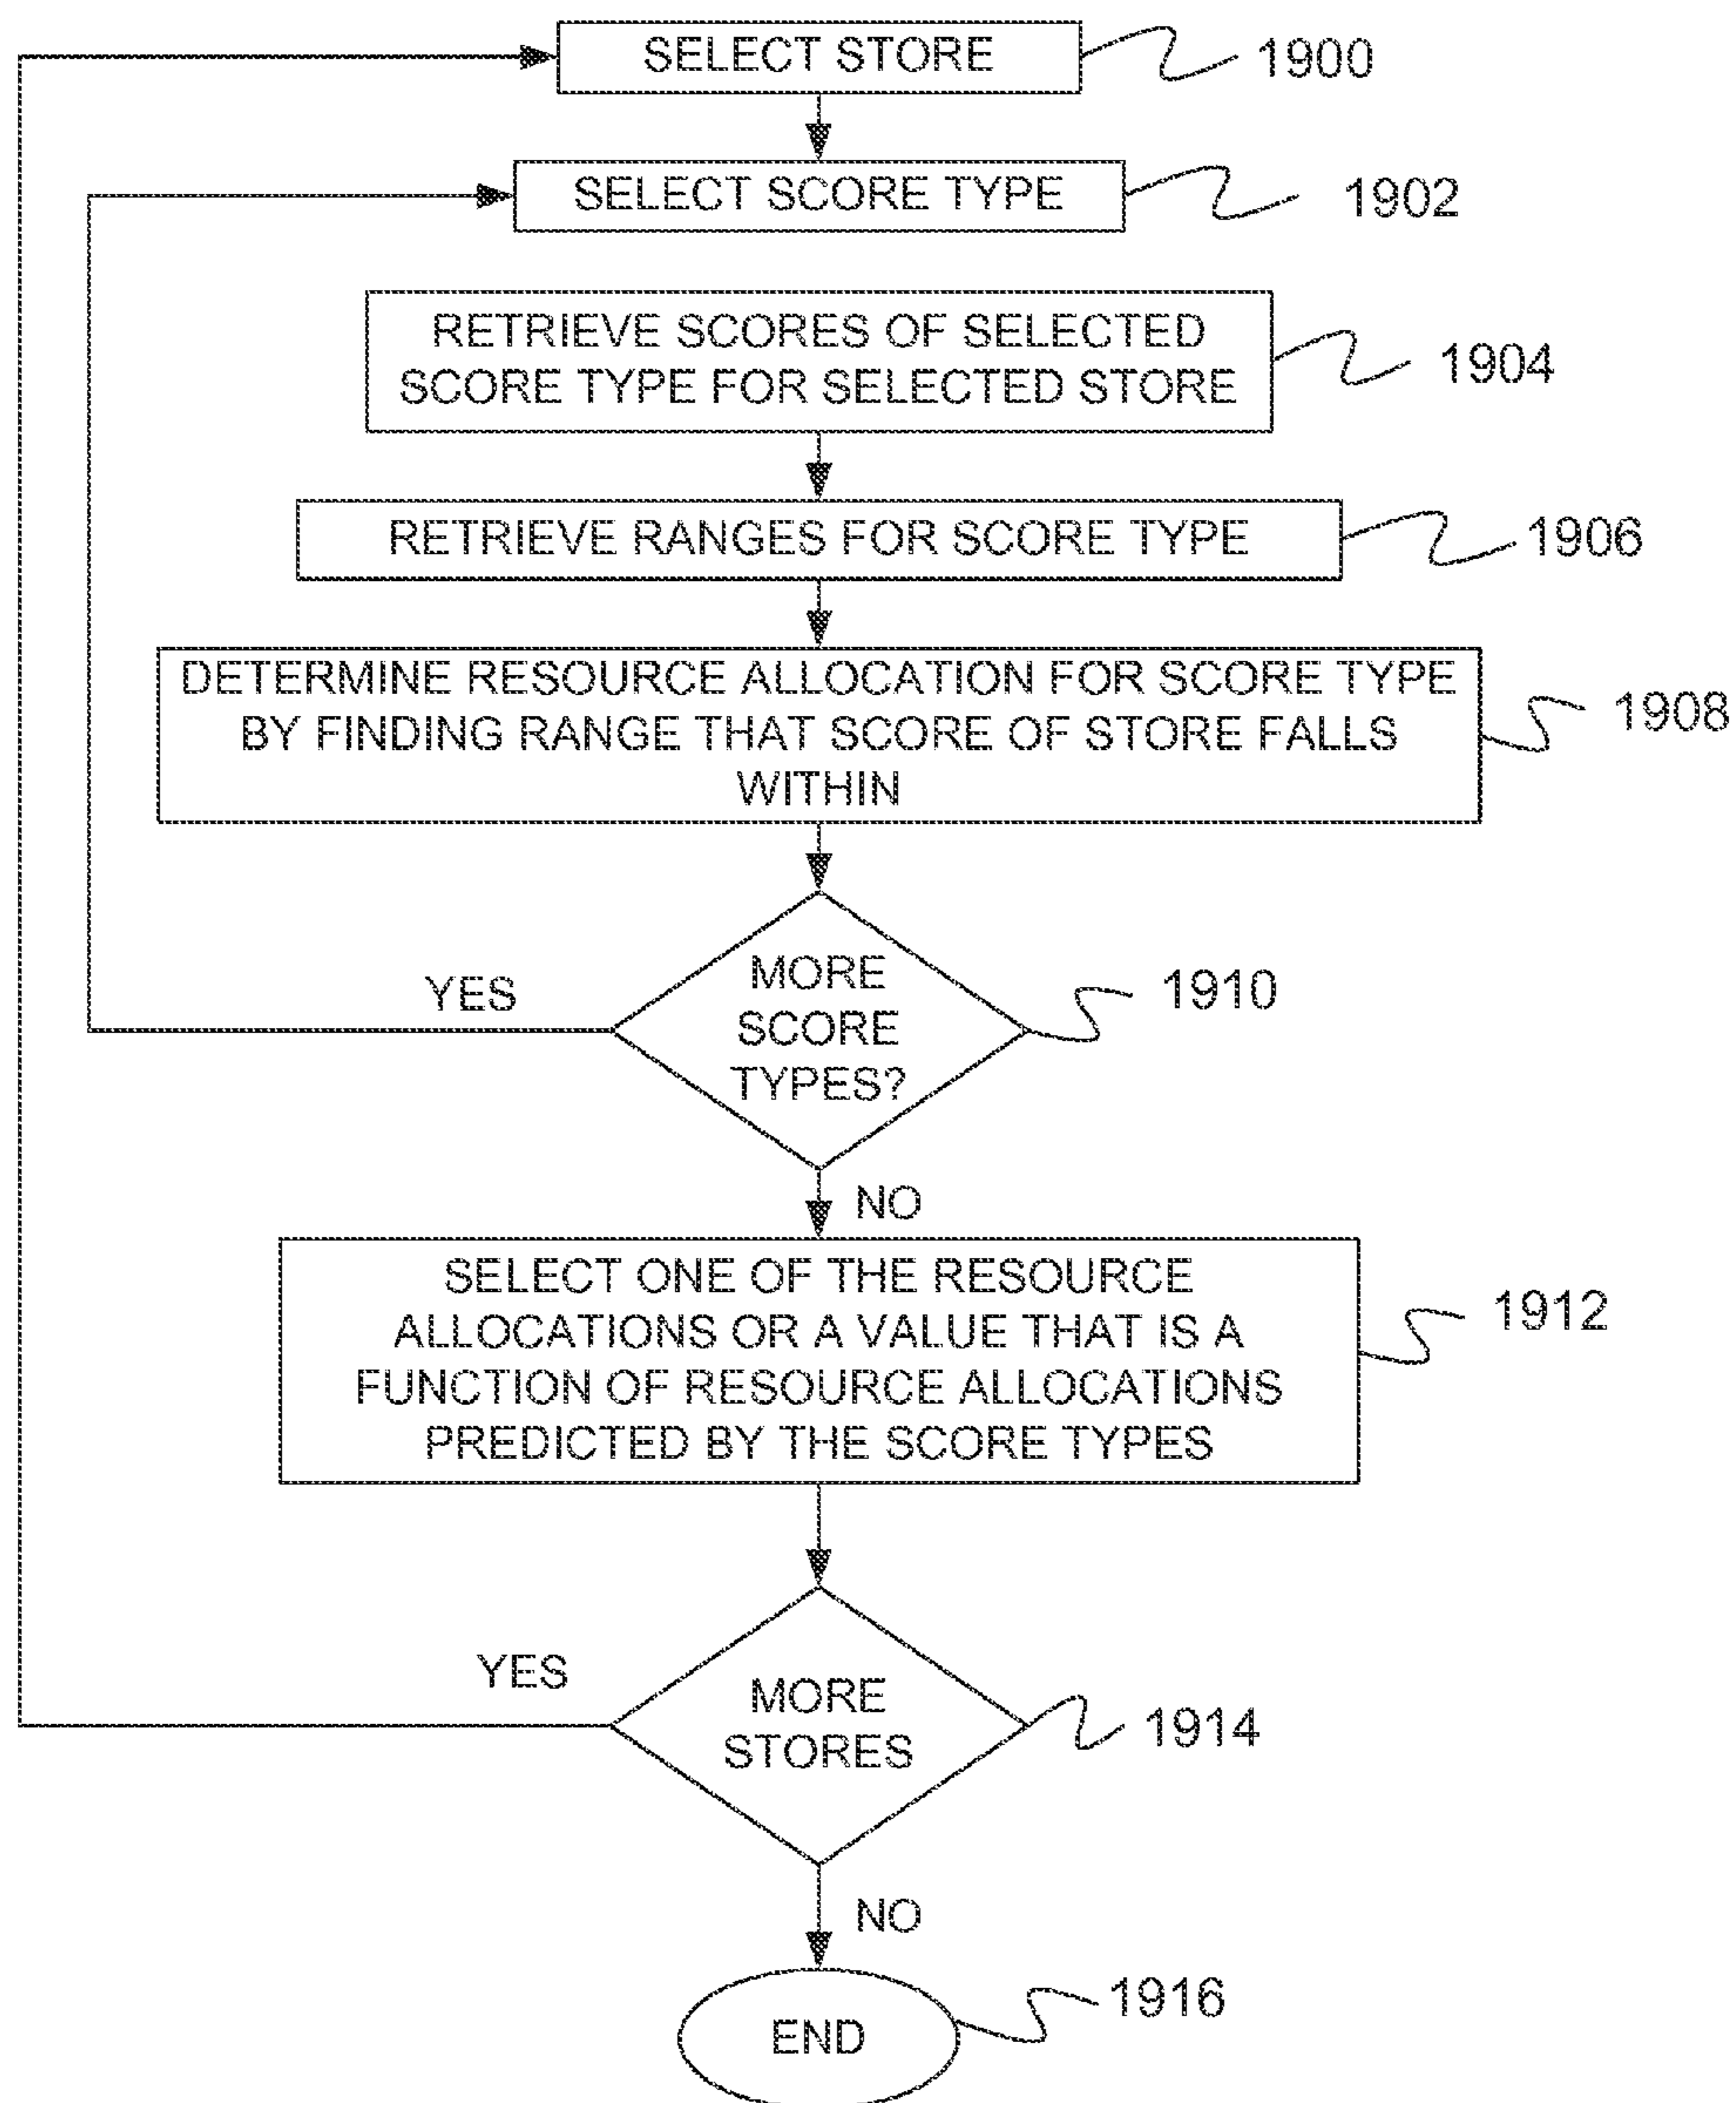 SELECT STORE
1900
SELECT SCORE TYPE
1902
RETRIEVE SCORES OF SELECTED
SCORE TYPE FOR SELECTED STORE
1904
RETRIEVE RANGES FOR SCORE TYPE
1906
DETERMINE RESOURCE ALLOCATION FOR SCORE TYPE
BY FINDING RANGE THAT SCORE OF STORE FALLS
WITHIN
1908
YES
MORE
SCORE
TYPES?
1910
NO
SELECT ONE OF THE RESOURCE
ALLOCATIONS OR A VALUE THAT IS A
FUNCTION OF RESOURCE ALLOCATIONS
PREDICTED BY THE SCORE TYPES
1912
YES
MORE
STORES
1914
NO
END
1916